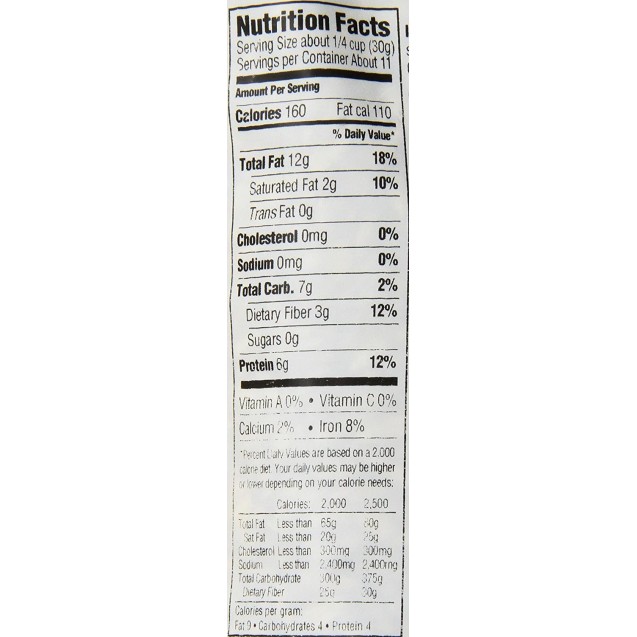 Nutrition Facts
Serving Size about 1/4 cup (30g)
Servings per Container About 11
Amount Per Serving
Calories 160 Fat cal 110
% Daily Value*
Total Fat 12g 18%
Saturated Fat 2g 10%
Trans Fat 0g
Cholesterol 0mg 0%
Sodium 0mg 0%
Total Carb. 7g 2%
Dietary Fiber 3g 12%
Sugars 0g
Protein 6g 12%
Vitamin A 0% • Vitamin C 0%
Calcium 2% • Iron 8%
*Percent Daily Values are based on a 2,000
calorie diet. Your daily values may be higher
or lower depending on your calorie needs:
Calories: 2,000 2,500
Total Fat Less than 65g 80g
Sat Fat Less than 20g 25g
Cholesterol Less than 300mg 300mg
Sodium Less than 2,400mg 2,400mg
Total Carbohydrate 300g 375g
Dietary Fiber 25g 30g
Calories per gram:
Fat 9 • Carbohydrates 4 • Protein 4